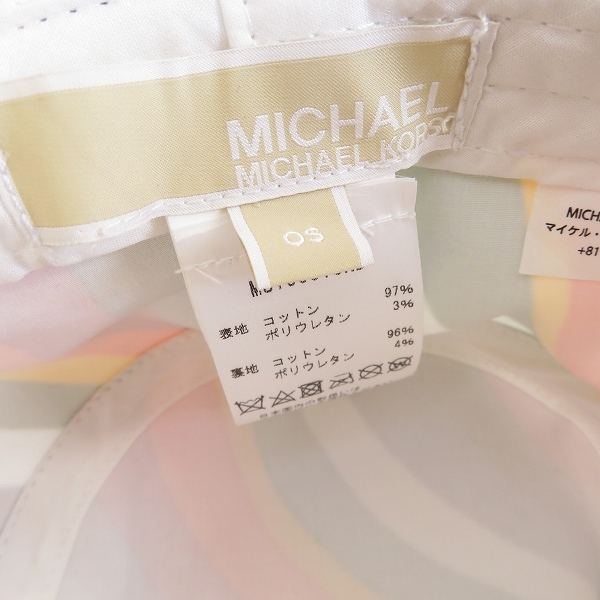 MICHAEL
MICHAEL KORS
OS
表地 コットン 97%
ポリウレタン 3%
裏地 コットン 96%
ポリウレタン 4%
MICHA
マイケル・
+81